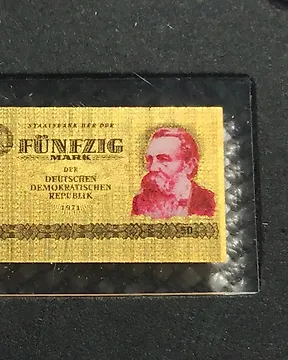 STAATSBANK DER DDR
FÜNFZIG
MARK
DER
DEUTSCHEN
DEMOKRATISCHEN
REPUBLIK
1971
50